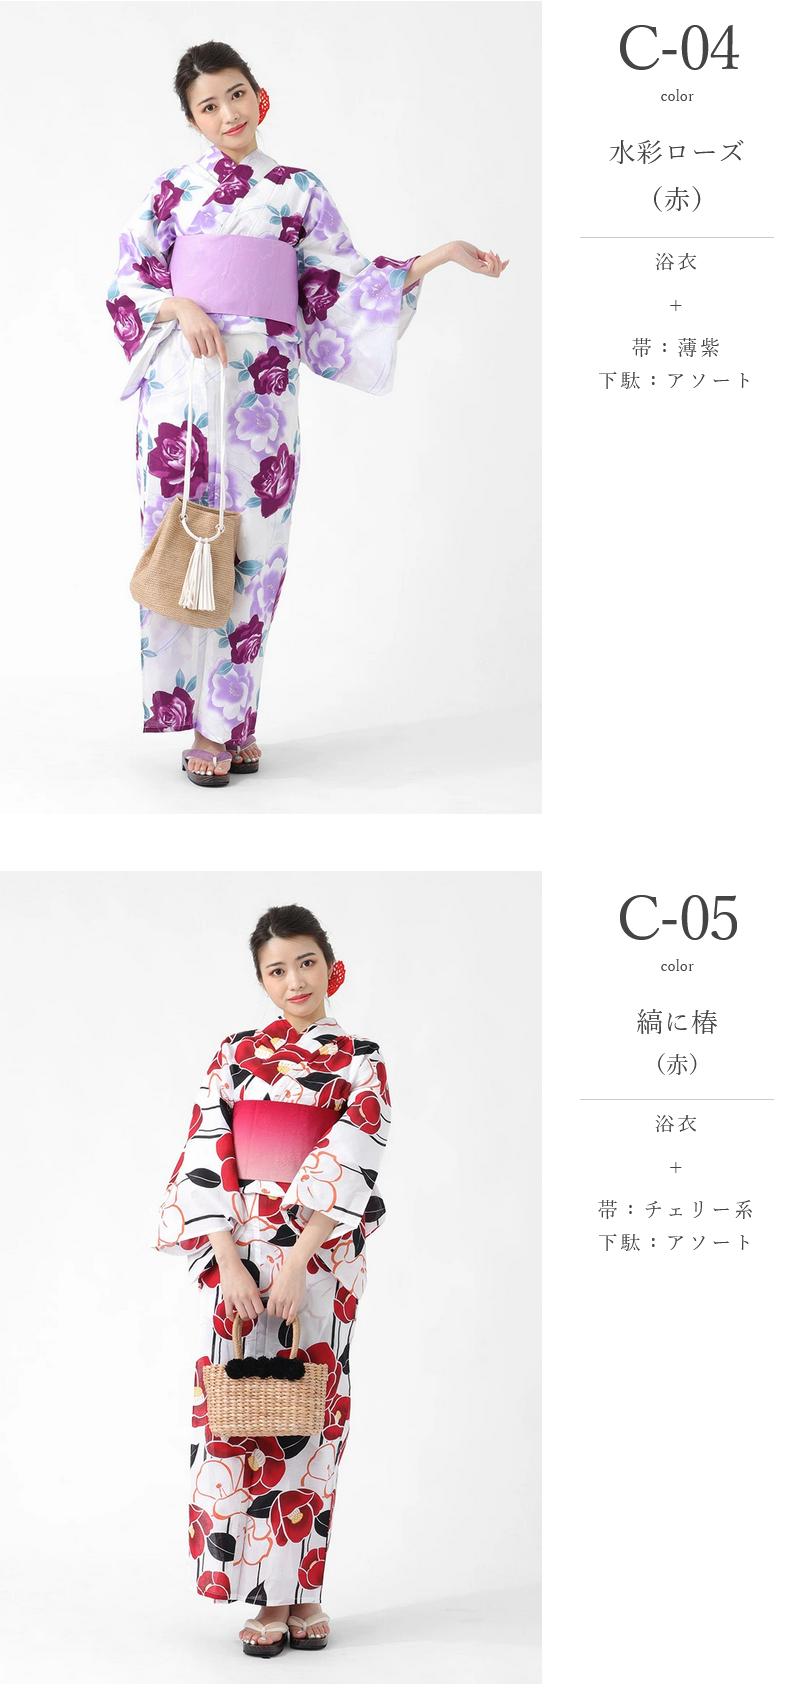 C-04
color
水彩ローズ
（赤）
浴衣
+
帯：薄紫
下駄：アソート
C-05
color
縞に椿
（赤）
浴衣
+
帯：チェリー系
下駄：アソート